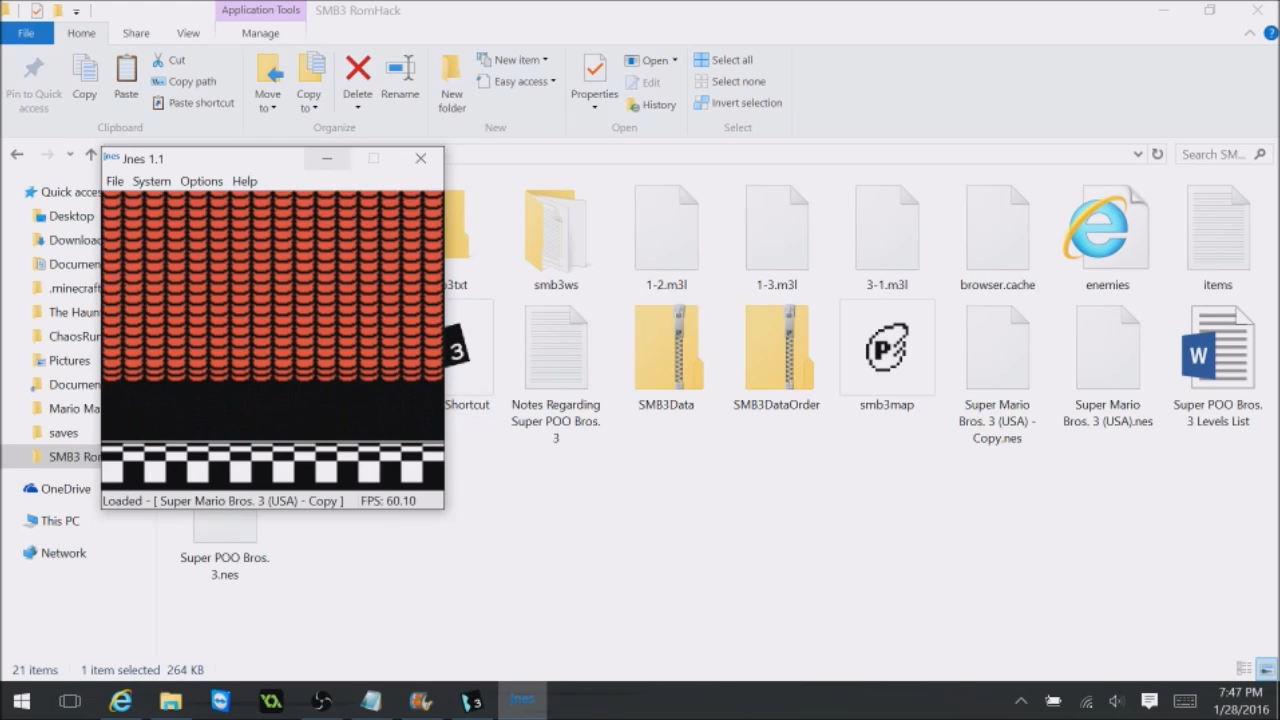 Application Tools
SMB3 RomHack
File
Home
Share
View
Manage
Pin to Quick
access
Copy
Paste
Cut
Copy path
Paste shortcut
Move
to
Copy
to
Delete
Rename
New
folder
New item
Easy access
Properties
Open
Edit
History
Select all
Select none
Invert selection
Clipboard
Organize
New
Open
Select
Search SM...
Jnes 1.1
File System Options Help
Loaded - [ Super Mario Bros. 3 (USA) - Copy ]
FPS: 60.10
Quick acce
Desktop
Downloa
Documen
.minecraft
The Haun
ChaosRun
Pictures
Documen
Mario Ma
saves
SMB3 Ron
OneDrive
This PC
Network
smb3ws
1-2.m3l
1-3.m3l
3-1.m3l
browser.cache
enemies
items
b3txt
3
Shortcut
Notes Regarding
Super POO Bros.
3
SMB3Data
SMB3DataOrder
P
smb3map
Super Mario
Bros. 3 (USA) -
Copy.nes
Super Mario
Bros. 3 (USA).nes
W
Super POO Bros.
3 Levels List
Super POO Bros.
3.nes
21 items
1 item selected 264 KB
7:47 PM
1/28/2016